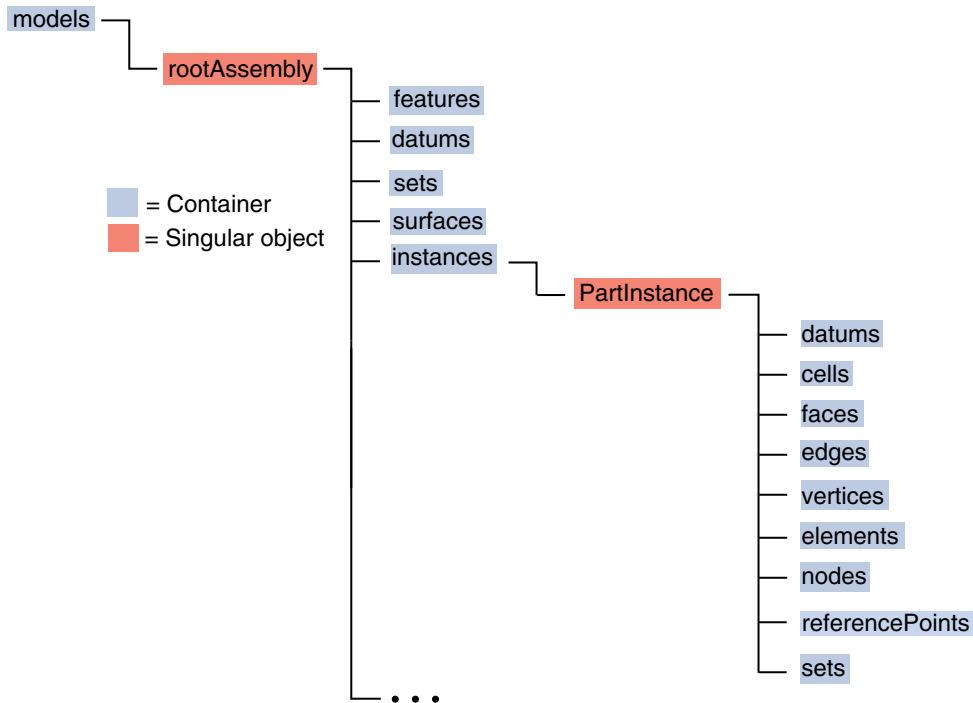 models
rootAssembly
features
datums
sets
surfaces
instances
= Container
= Singular object
PartInstance
datums
cells
faces
edges
vertices
elements
nodes
referencePoints
sets
• • •